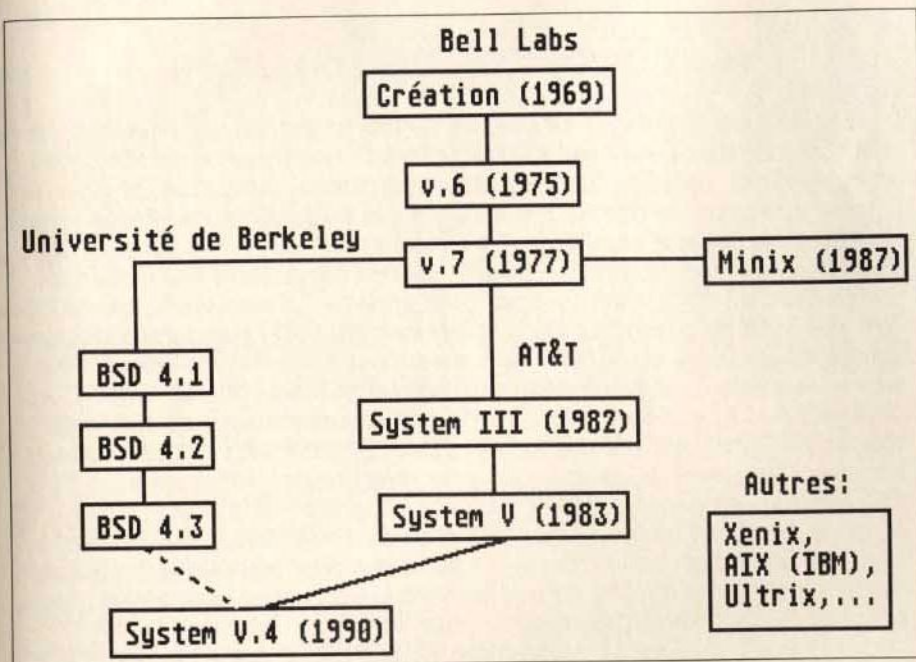 Bell Labs
Création (1969)
v.6 (1975)
Université de Berkeley
v.7 (1977)
Minix (1987)
AT&T
BSD 4.1
System III (1982)
BSD 4.2
BSD 4.3
System V (1983)
System V.4 (1990)
Autres:
Xenix,
AIX (IBM),
Ultrix,...